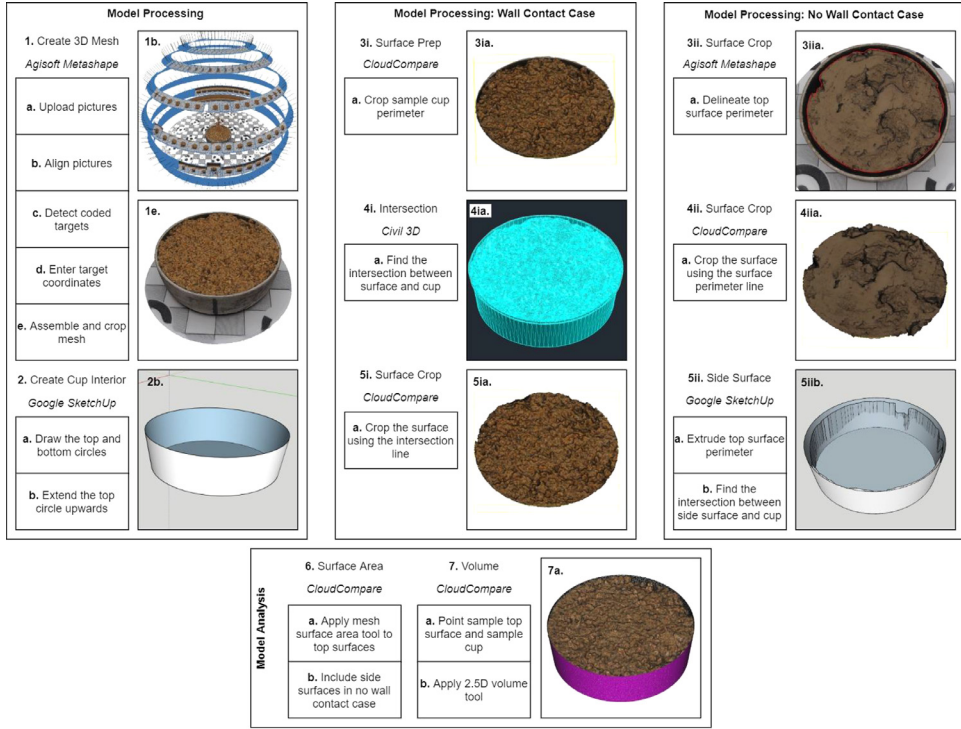 Model Processing
1. Create 3D Mesh
Agisoft Metashape
a. Upload pictures
b. Align pictures
c. Detect coded
targets
d. Enter target
coordinates
e. Assemble and crop
mesh
1b.
1e.
2. Create Cup Interior
Google SketchUp
a. Draw the top and
bottom circles
b. Extend the top
circle upwards
2b.
Model Processing: Wall Contact Case
3i. Surface Prep
CloudCompare
a. Crop sample cup
perimeter
3ia.
4i. Intersection
Civil 3D
a. Find the
intersection between
surface and cup
4ia.
5i. Surface Crop
CloudCompare
a. Crop the surface
using the intersection
line
5ia.
Model Processing: No Wall Contact Case
3ii. Surface Crop
Agisoft Metashape
a. Delineate top
surface perimeter
3iia.
4ii. Surface Crop
CloudCompare
a. Crop the surface
using the surface
perimeter line
4iia.
5ii. Side Surface
Google SketchUp
a. Extrude top surface
perimeter
b. Find the
intersection between
side surface and cup
5iib.
Model Analysis
6. Surface Area
CloudCompare
a. Apply mesh
surface area tool to
top surfaces
b. Include side
surfaces in no wall
contact case
7. Volume
CloudCompare
a. Point sample top
surface and sample
cup
b. Apply 2.5D volume
tool
7a.